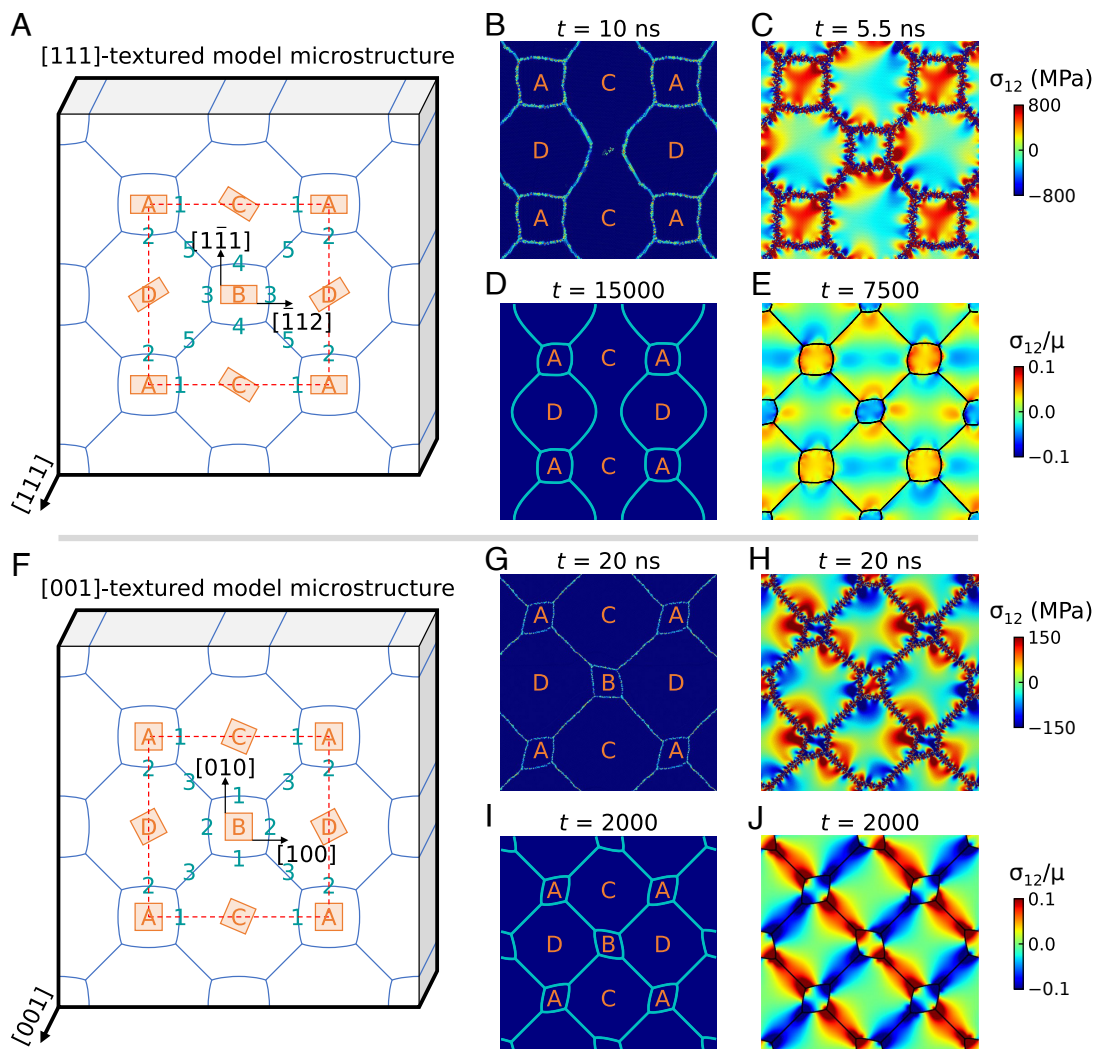 A
[111]-textured model microstructure
A 1 C 1 A
2 2
5 [11̄1] 5
4
D 3 B 3 D
[1̄12]
4
2 5 5 2
A 1 C 1 A
[111]
B
t = 10 ns
A C A
D D
A C A
C
t = 5.5 ns
σ12 (MPa)
800
−800
D
t = 15000
A C A
D D
A C A
E
t = 7500
σ12/μ
0.1
0.0
−0.1
F
[001]-textured model microstructure
A 1 C 1 A
2 2
3 [010] 3
1
D 2 B 2 D
[100]
1
2 3 3 2
A 1 C 1 A
[001]
G
t = 20 ns
A C A
D B D
A C A
H
t = 20 ns
σ12 (MPa)
150
0
−150
I
t = 2000
A C A
D B D
A C A
J
t = 2000
σ12/μ
0.1
0.0
−0.1